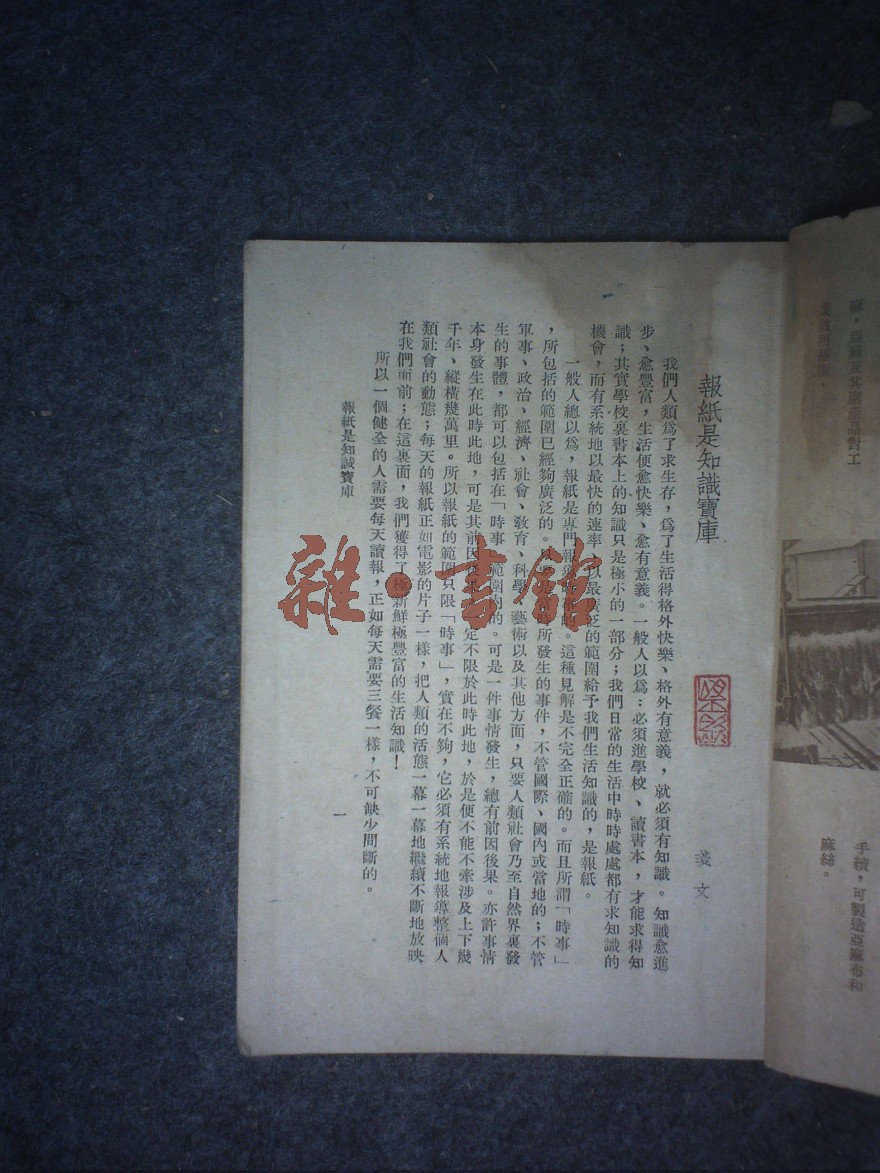 報紙是知識寶庫
羑文
我們人類爲了求生存，爲了生活得格外快樂、格外有意義，就必須有知識。知識愈進
步、愈豐富，生活便愈快樂、愈有意義。一般人以爲：必須進學校、讀書本，才能求得知
識；其實學校裏書本上的知識只是極小的一部分；我們日常的生活中時時處處都有求知識的
機會，而有系統地以最快的速率、以最廣泛的範圍給予我們生活知識的，是報紙。
一般人總以爲，報紙是專門報導時事的。這種見解是不完全正確的。而且所謂「時事」
，所包括的範圍已經夠廣泛的。所發生的事件，不管國際、國內或當地的；不管
軍事、政治、經濟、社會、敎育、科學、藝術以及其他方面，只要人類社會乃至自然界裏發
生的事體，都可以包括在「時事」範圍內的。可是一件事情發生，總有前因後果。亦許事情
本身發生在此時此地，可是其前因後果定不限於此時此地，於是便不能不牽涉及上下幾
千年、縱橫幾萬里。所以報紙的範圍只限「時事」，實在不夠，它必須有系統地報導整個人
類社會的動態；每天的報紙正如電影的片子一樣，把人類的活態一幕一幕地繼續不斷地放映
在我們面前；在這裏面，我們獲得了極新鮮極豐富的生活知識！
所以一個健全的人需要每天讀報，正如每天需要三餐一樣，不可缺少間斷的。
報紙是知識寶庫
一
麻，亞麻及其副產品對工
手續，可製造亞麻布和
麻絲。
雜·書館